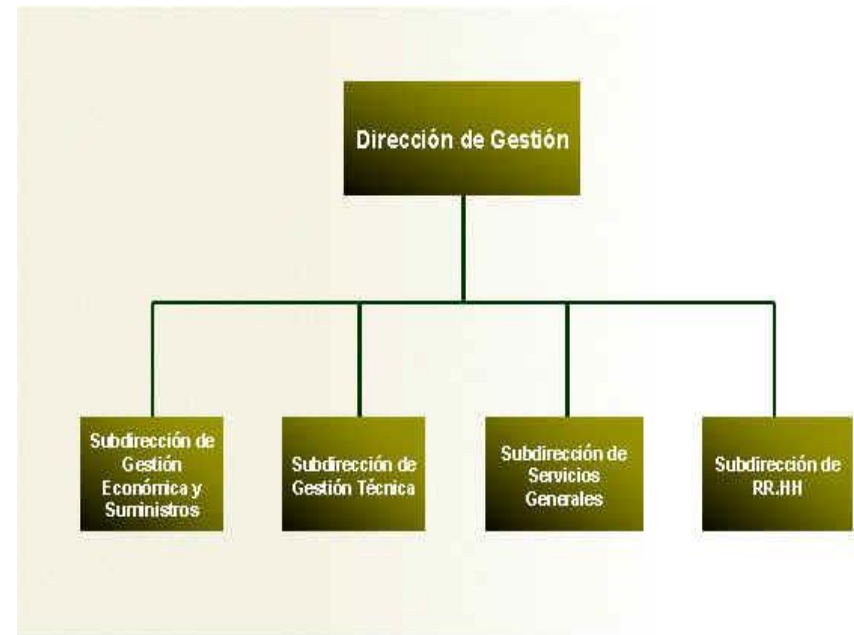 Dirección de Gestión
Subdirección de
Gestión
Económica y
Suministros
Subdirección de
Gestión Técnica
Subdirección de
Servicios
Generales
Subdirección de
RR.HH